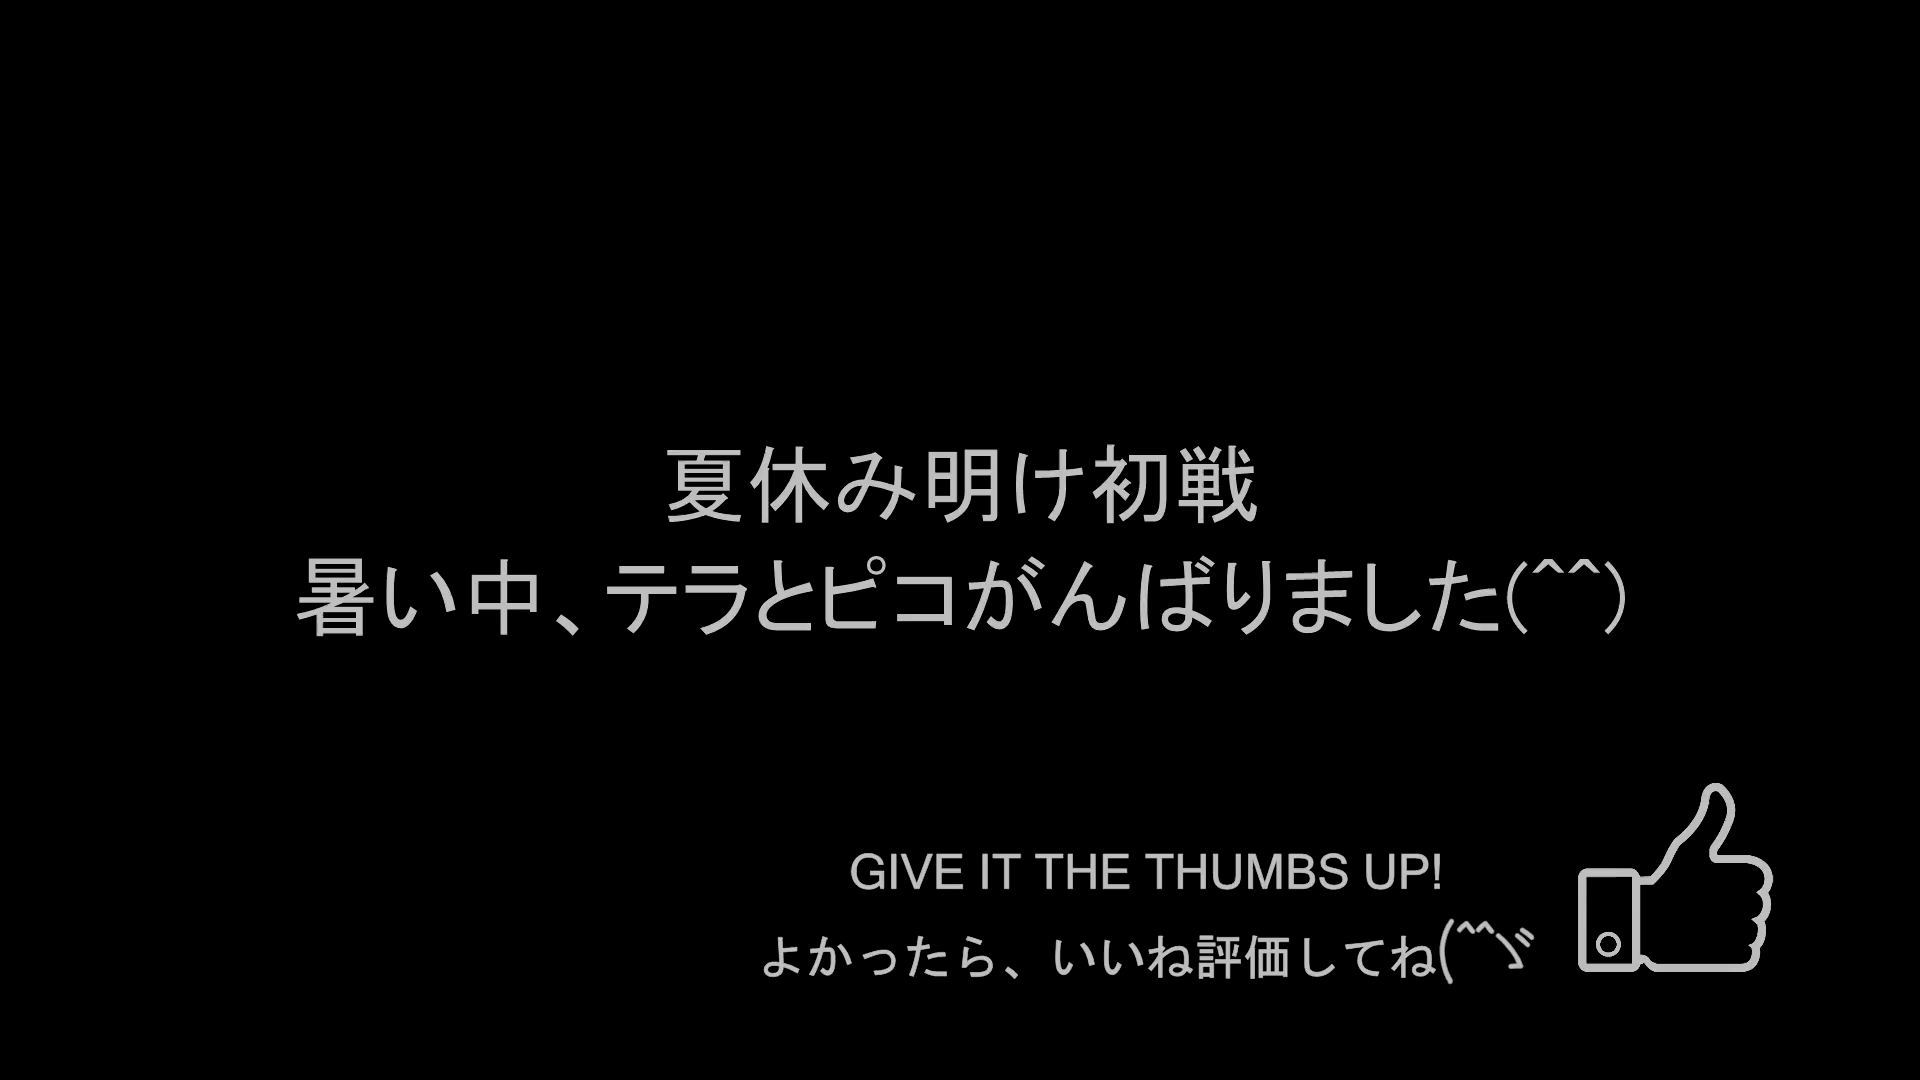 夏休み明け初戦
暑い中、テラとピコがんばりました(^^)
GIVE IT THE THUMBS UP!
よかったら、いいね評価してね(^^ゞ